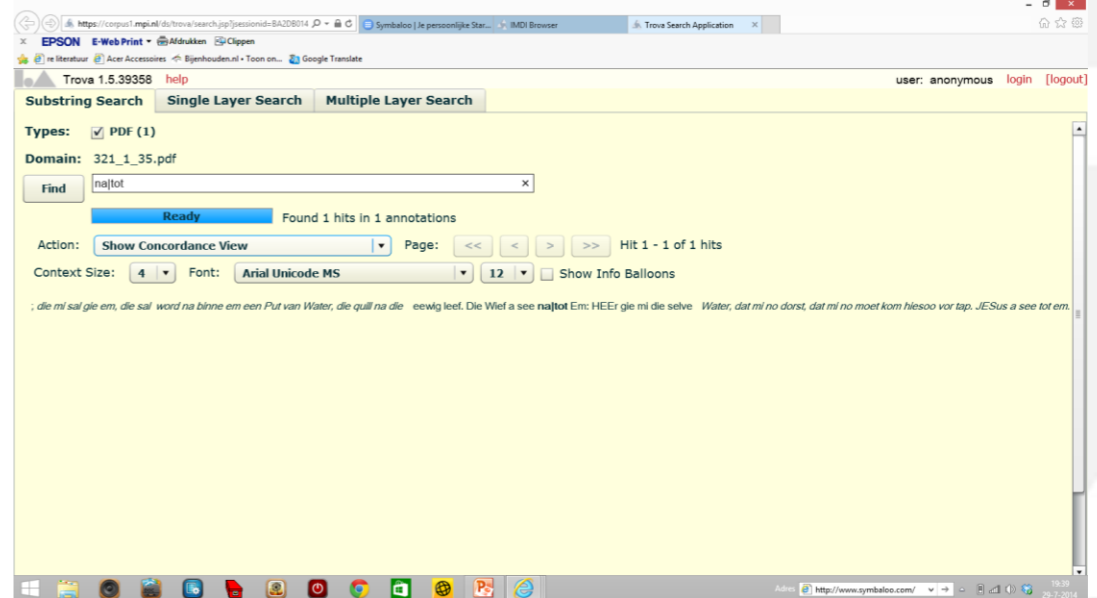 https://corpus1.mpi.nl/ds/trova/search.jsp?jsessionid=8A2DB014 Symbaloo | Je persoonlijke Star... IMDI Browser Trova Search Application
x EPSON E-Web Print Afdrukken Clippen
re literatuur Acer Accessoires Bijenhouden.nl • Toon on... Google Translate
Trova 1.5.39358 help user: anonymous login [logout]
Substring Search Single Layer Search Multiple Layer Search
Types: PDF (1)
Domain: 321_1_35.pdf
Find na|tot x
Ready Found 1 hits in 1 annotations
Action: Show Concordance View Page: << < > >> Hit 1 - 1 of 1 hits
Context Size: 4 Font: Arial Unicode MS 12 Show Info Balloons
; die mi sal gie em, die sal word na binne em een Put van Water, die quill na die eewig leef. Die Wief a see na|tot Em: HEEr gie mi die selve Water, dat mi no dorst, dat mi no moet kom hiesoo vor tap. JESus a see tot em.
Adres http://www.symbaloo.com/ 19:39
29-7-2014